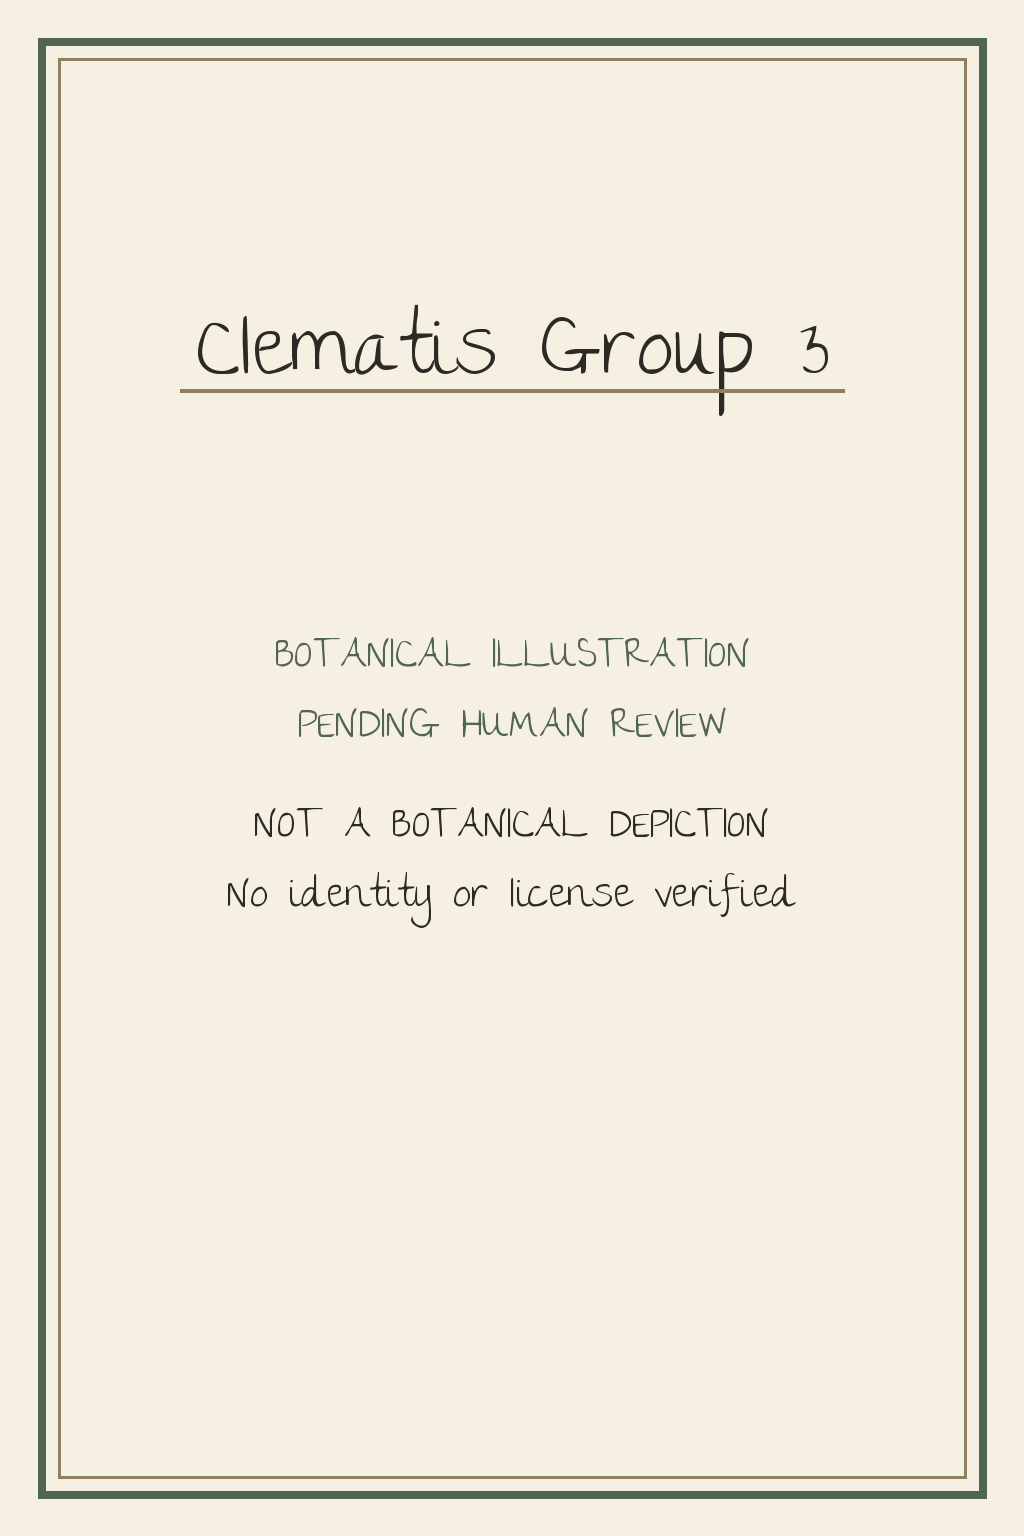 Clematis Group 3
BOTANICAL ILLUSTRATION
PENDING HUMAN REVIEW
NOT A BOTANICAL DEPICTION
No identity or license verified